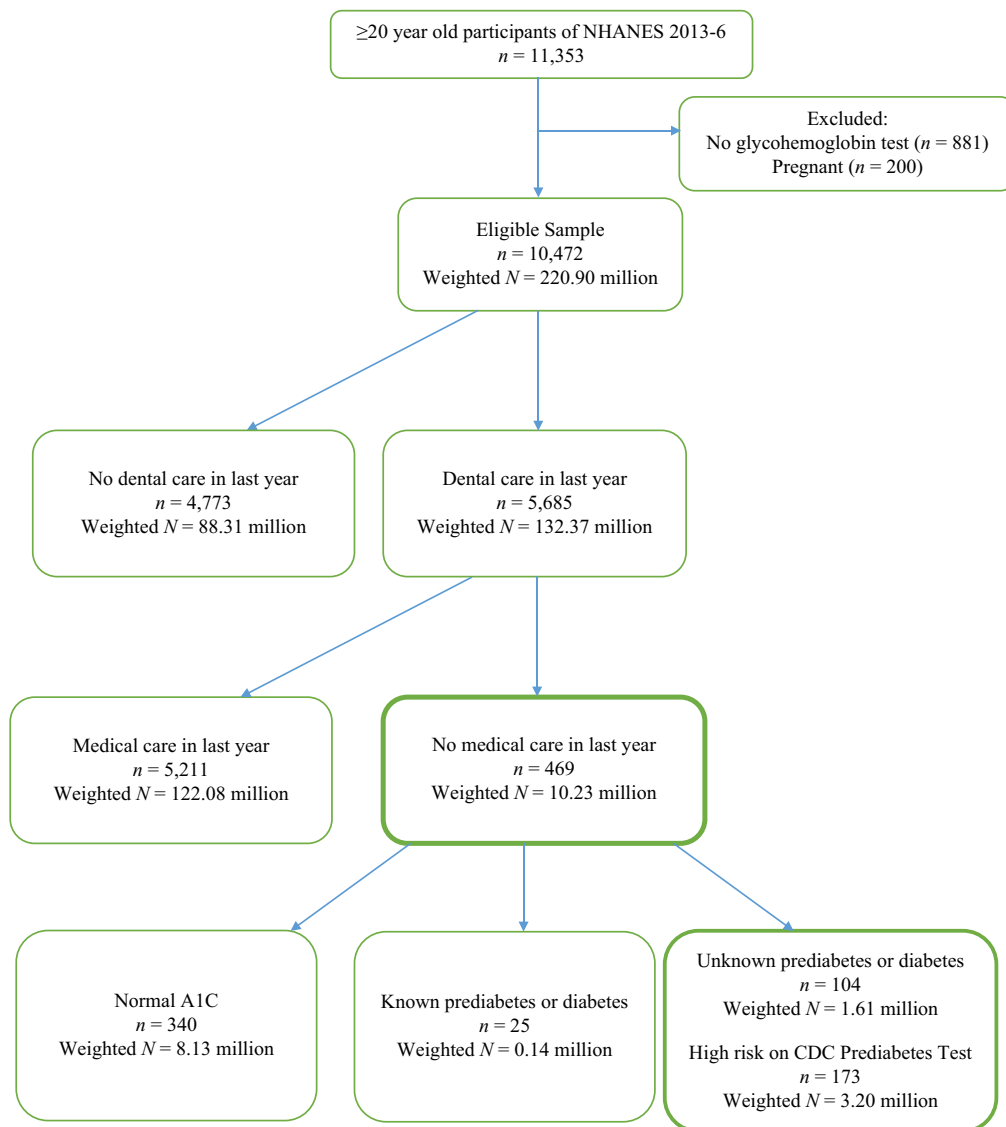 ≥20 year old participants of NHANES 2013-6
n = 11,353
Excluded:
No glycohemoglobin test (n = 881)
Pregnant (n = 200)
Eligible Sample
n = 10,472
Weighted N = 220.90 million
No dental care in last year
n = 4,773
Weighted N = 88.31 million
Dental care in last year
n = 5,685
Weighted N = 132.37 million
Medical care in last year
n = 5,211
Weighted N = 122.08 million
No medical care in last year
n = 469
Weighted N = 10.23 million
Normal A1C
n = 340
Weighted N = 8.13 million
Known prediabetes or diabetes
n = 25
Weighted N = 0.14 million
Unknown prediabetes or diabetes
n = 104
Weighted N = 1.61 million
High risk on CDC Prediabetes Test
n = 173
Weighted N = 3.20 million